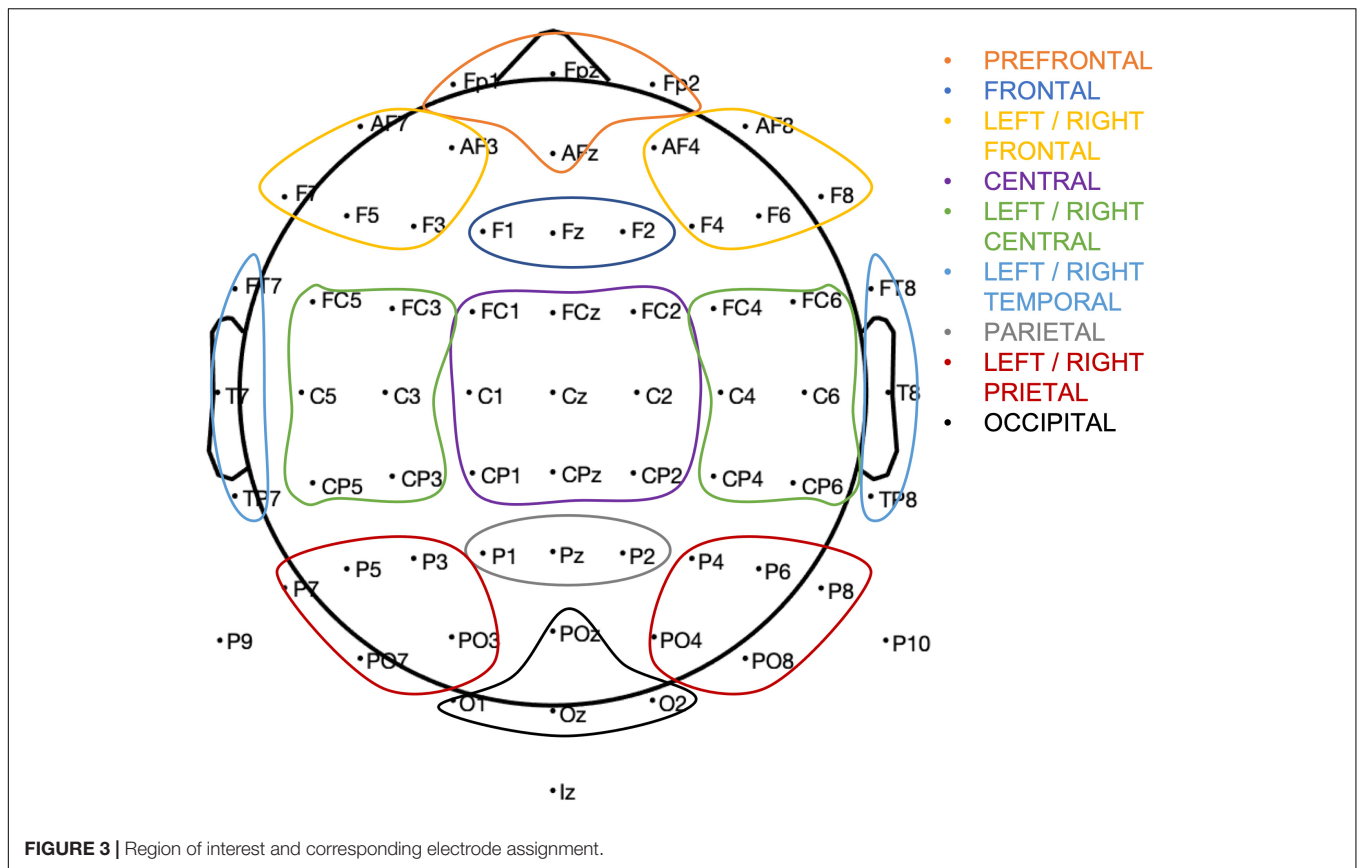 Fp1 Fpz Fp2
AF7 AF8
AF3 AFz AF4
F7 F8
F5 F6
F3 F1 Fz F2 F4
FT7 FT8
FC5 FC3 FC1 FCz FC2 FC4 FC6
T7 C5 C3 C1 Cz C2 C4 C6 T8
CP5 CP3 CP1 CPz CP2 CP4 CP6
TP7 TP8
P7 P5 P3 P1 Pz P2 P4 P6 P8
P9 PO3 POz PO4 P10
PO7 PO8
O1 Oz O2
Iz
• PREFRONTAL
• FRONTAL
• LEFT / RIGHT
FRONTAL
• CENTRAL
• LEFT / RIGHT
CENTRAL
• LEFT / RIGHT
TEMPORAL
• PARIETAL
• LEFT / RIGHT
PRIETAL
• OCCIPITAL
FIGURE 3 | Region of interest and corresponding electrode assignment.